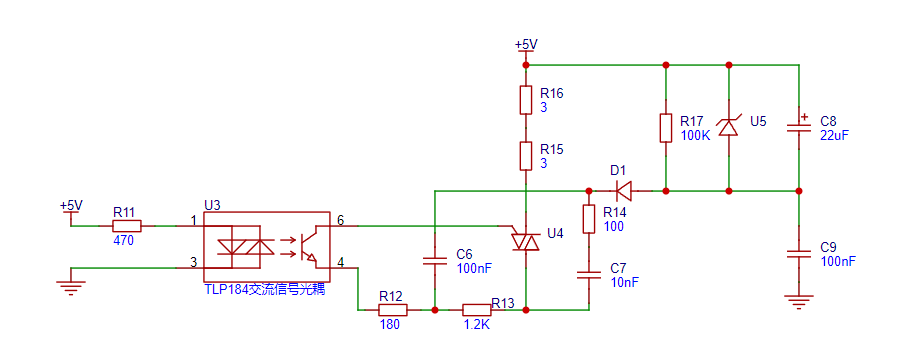 +5V
R16
3
R17
100K
U5
C8
22uF
R15
3
D1
+5V
R11
470
U3
1
6
3
4
TLP184交流信号光耦
R14
100
U4
C6
100nF
C7
10nF
C9
100nF
R12
180
R13
1.2K